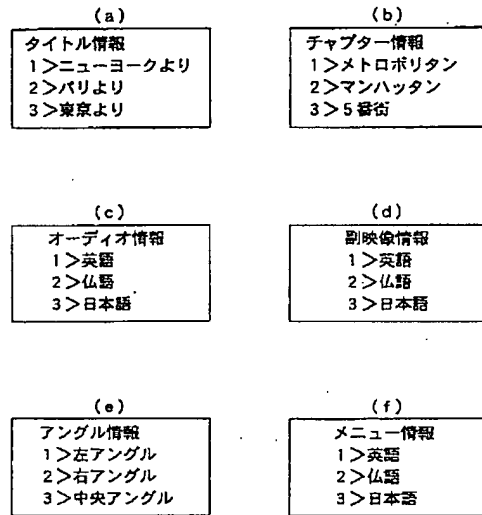 (a)
タイトル情報
1>ニューヨークより
2>パリより
3>東京より
(b)
チャプター情報
1>メトロポリタン
2>マンハッタン
3>5番街
(c)
オーディオ情報
1>英語
2>仏語
3>日本語
(d)
副映像情報
1>英語
2>仏語
3>日本語
(e)
アングル情報
1>左アングル
2>右アングル
3>中央アングル
(f)
メニュー情報
1>英語
2>仏語
3>日本語